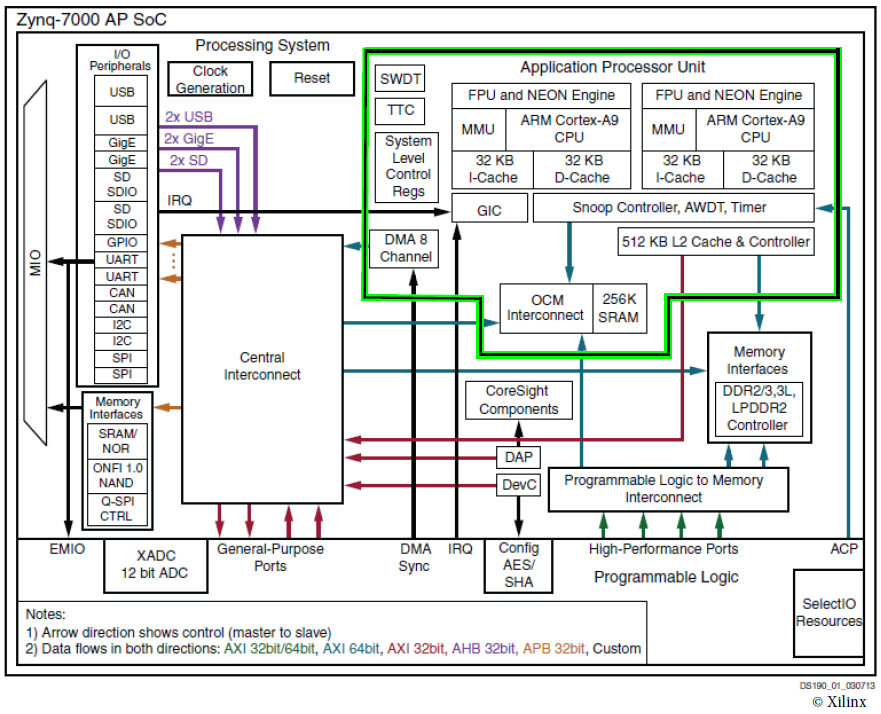 Zynq-7000 AP SoC
Processing System
I/O
Peripherals
USB
USB
GigE
GigE
SD
SDIO
SD
SDIO
GPIO
UART
UART
CAN
CAN
I2C
I2C
SPI
SPI
MIO
Clock
Generation
Reset
2x USB
2x GigE
2x SD
IRQ
Application Processor Unit
SWDT
TTC
System
Level
Control
Regs
FPU and NEON Engine
MMU
ARM Cortex-A9
CPU
32 KB
I-Cache
32 KB
D-Cache
FPU and NEON Engine
MMU
ARM Cortex-A9
CPU
32 KB
I-Cache
32 KB
D-Cache
GIC
Snoop Controller, AWDT, Timer
DMA 8
Channel
512 KB L2 Cache & Controller
OCM
Interconnect
256K
SRAM
Central
Interconnect
Memory
Interfaces
DDR2/3,3L,
LPDDR2
Controller
CoreSight
Components
Memory
Interfaces
SRAM/
NOR
ONFI 1.0
NAND
Q-SPI
CTRL
DAP
DevC
Programmable Logic to Memory
Interconnect
EMIO
XADC
12 bit ADC
General-Purpose
Ports
DMA
Sync
IRQ
Config
AES/
SHA
High-Performance Ports
ACP
Programmable Logic
SelectIO
Resources
Notes:
1) Arrow direction shows control (master to slave)
2) Data flows in both directions: AXI 32bit/64bit, AXI 64bit, AXI 32bit, AHB 32bit, APB 32bit, Custom
DS190_01_030713
© Xilinx